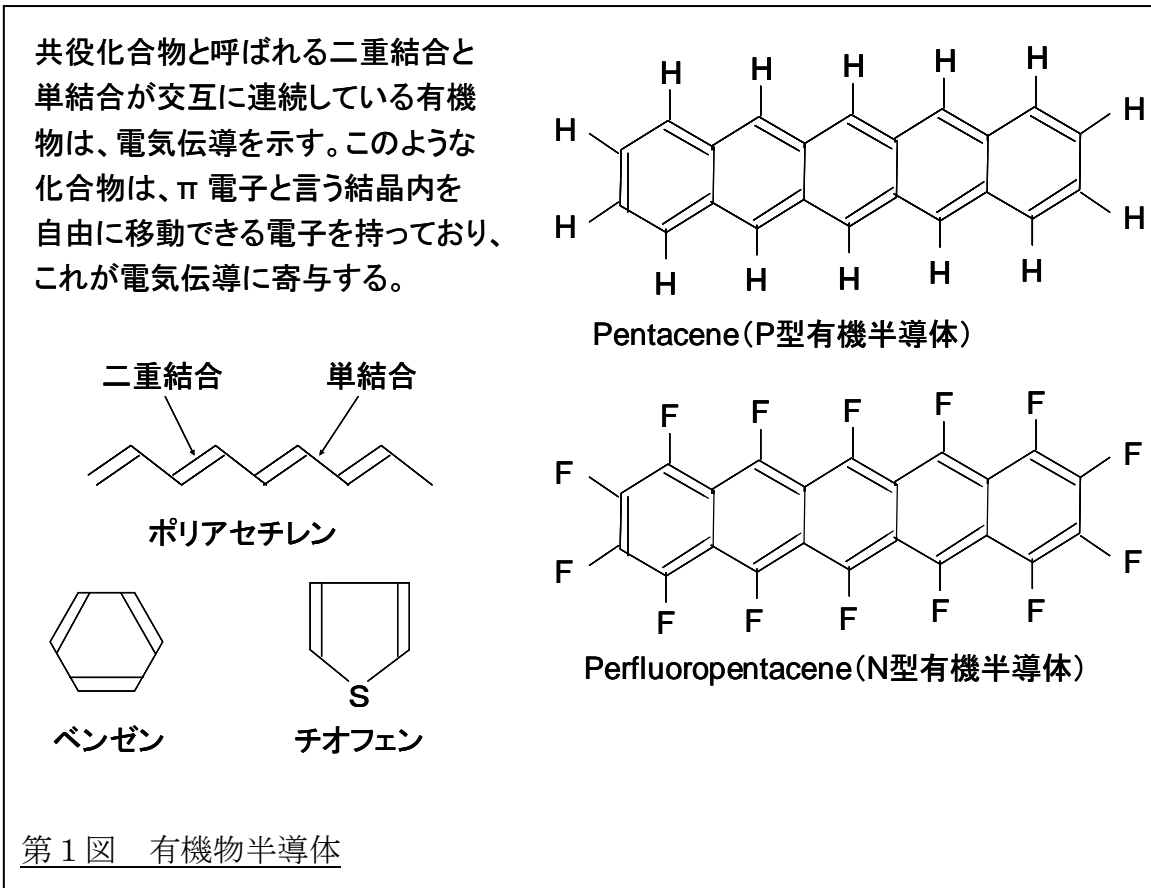 共役化合物と呼ばれる二重結合と
単結合が交互に連続している有機
物は、電気伝導を示す。このような
化合物は、π 電子と言う結晶内を
自由に移動できる電子を持っており、
これが電気伝導に寄与する。
二重結合 単結合
ポリアセチレン
S
ベンゼン チオフェン
H H H H H
H H
H H
H H H H H
Pentacene(P型有機半導体)
F F F F F
F F
F F
F F F F F
Perfluoropentacene(N型有機半導体)
第1図 有機物半導体